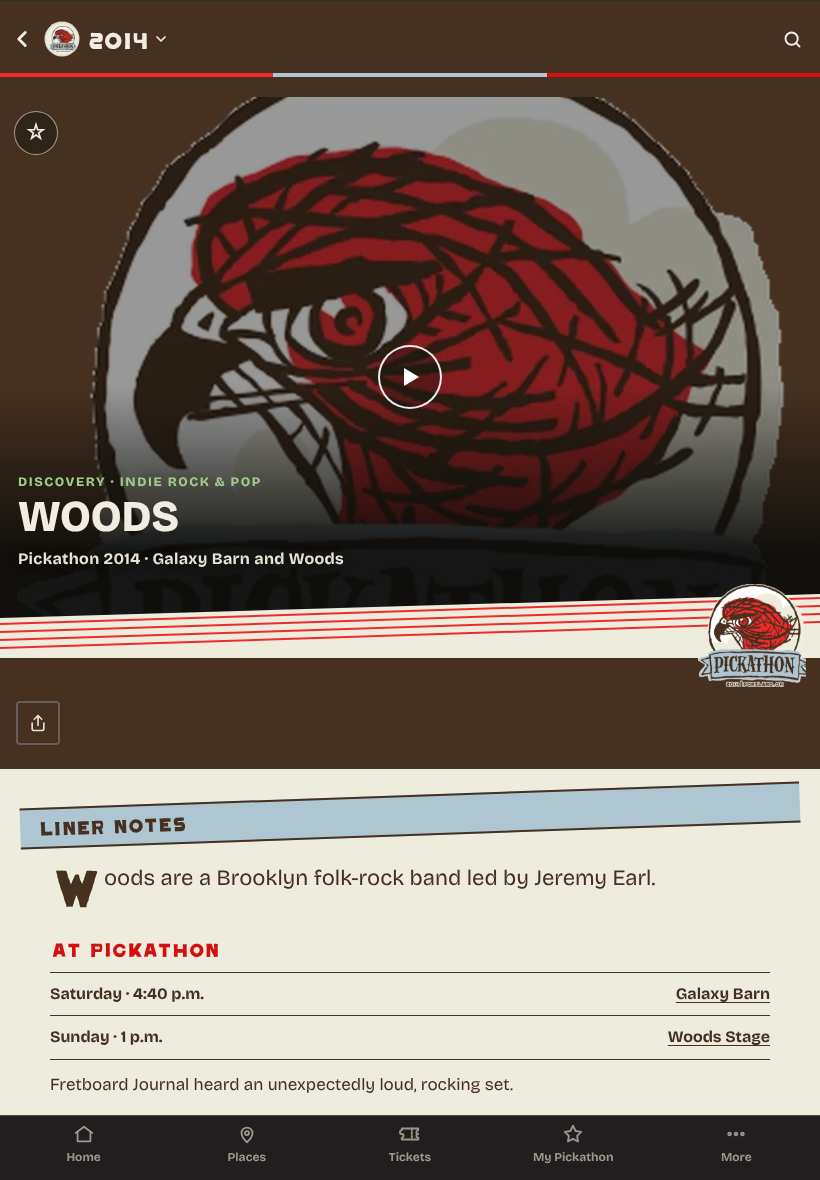 2014
DISCOVERY · INDIE ROCK & POP
WOODS
Pickathon 2014 · Galaxy Barn and Woods
PICKATHON
PICKATHON
LINER NOTES
Woods are a Brooklyn folk-rock band led by Jeremy Earl.
AT PICKATHON
Saturday · 4:40 p.m. Galaxy Barn
Sunday · 1 p.m. Woods Stage
Fretboard Journal heard an unexpectedly loud, rocking set.
Home Places Tickets My Pickathon More